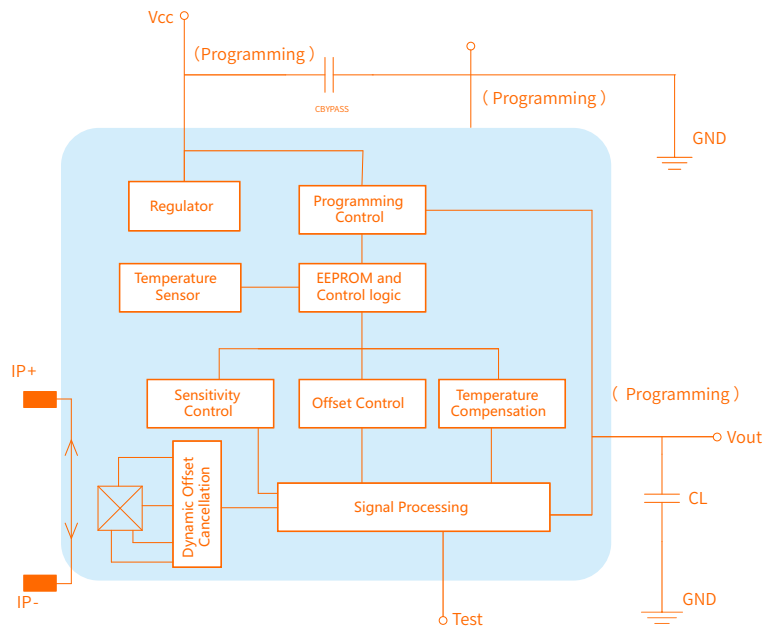 Vcc
（Programming ）
CBYPASS
（ Programming ）
GND
Regulator
Programming
Control
Temperature
Sensor
EEPROM and
Control logic
IP+
Sensitivity
Control
Offset Control
Temperature
Compensation
（ Programming ）
Vout
Dynamic Offset
Cancellation
Signal Processing
CL
IP-
GND
Test